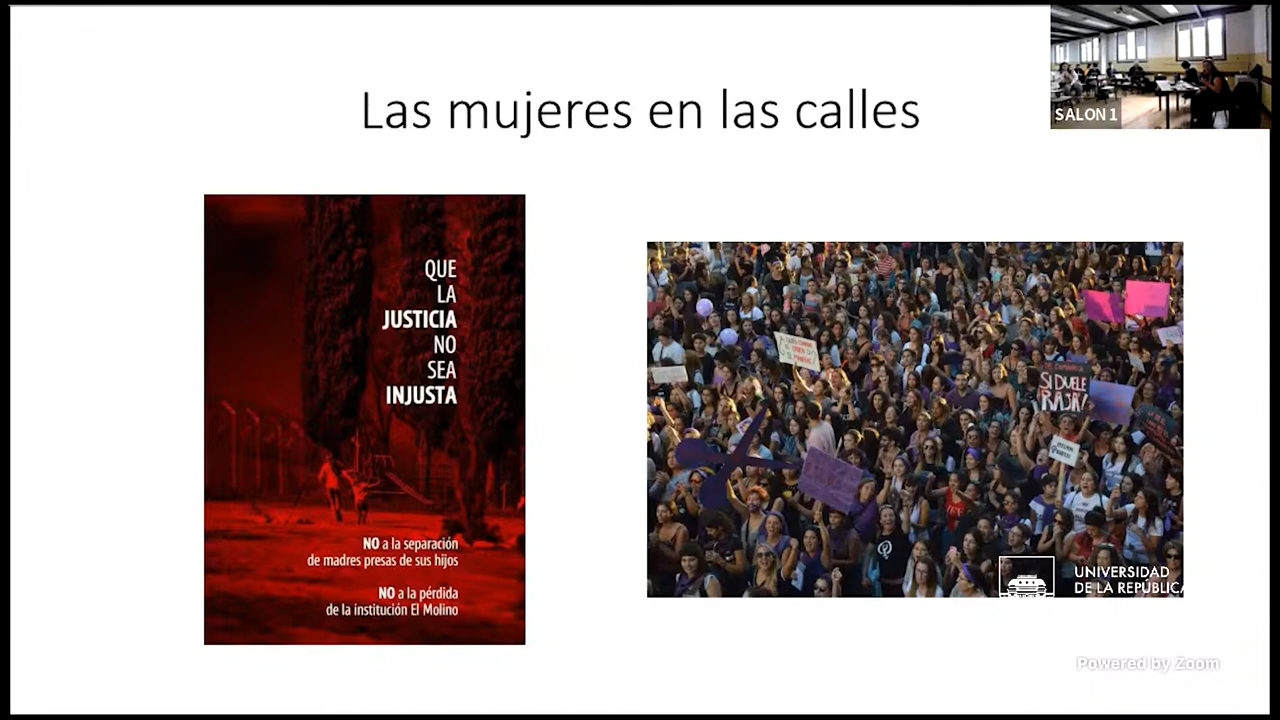 Las mujeres en las calles
SALON 1
QUE
LA
JUSTICIA
NO
SEA
INJUSTA
NO a la separación
de madres presas de sus hijos
NO a la pérdida
de la institución El Molino
SI DUELE
RAJÁ!
UNIVERSIDAD
DE LA REPÚBLICA
Powered by Zoom